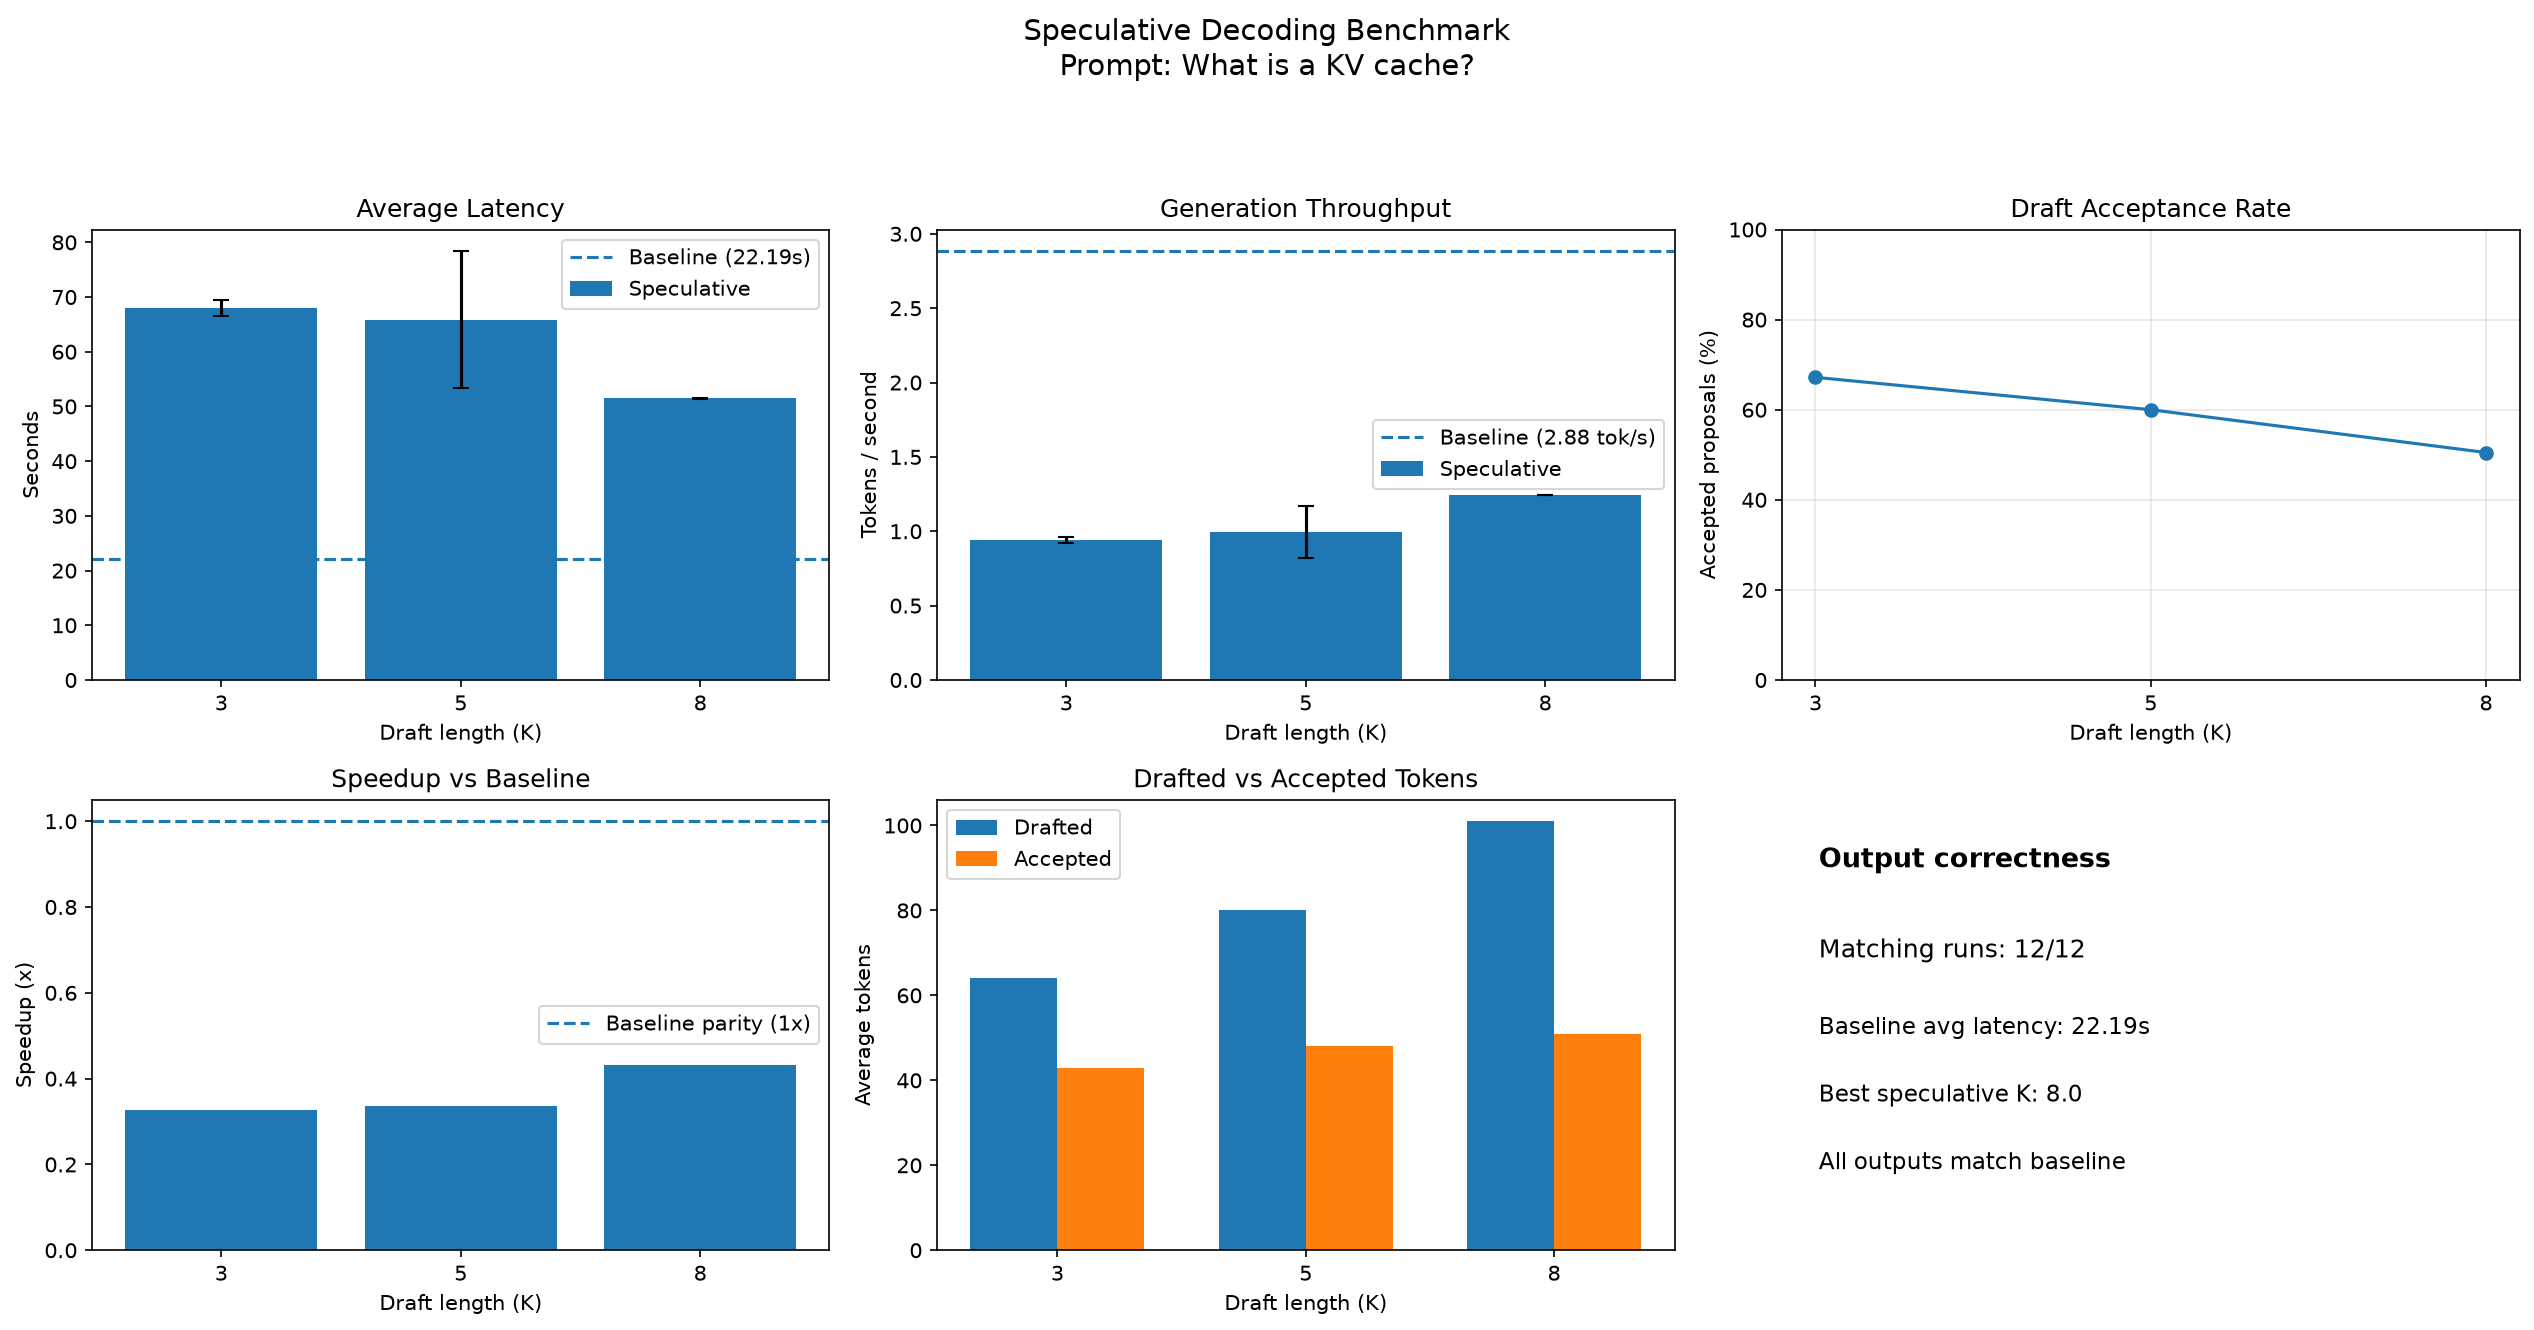 Speculative Decoding Benchmark
Prompt: What is a KV cache?
Average Latency
Seconds
80
70
60
50
40
30
20
10
0
Baseline (22.19s)
Speculative
3 5 8
Draft length (K)
Generation Throughput
Tokens / second
3.0
2.5
2.0
1.5
1.0
0.5
0.0
Baseline (2.88 tok/s)
Speculative
3 5 8
Draft length (K)
Draft Acceptance Rate
Accepted proposals (%)
100
80
60
40
20
0
3 5 8
Draft length (K)
Speedup vs Baseline
Speedup (x)
1.0
0.8
0.6
0.4
0.2
0.0
Baseline parity (1x)
3 5 8
Draft length (K)
Drafted vs Accepted Tokens
Average tokens
100
80
60
40
20
0
Drafted
Accepted
3 5 8
Draft length (K)
Output correctness
Matching runs: 12/12
Baseline avg latency: 22.19s
Best speculative K: 8.0
All outputs match baseline